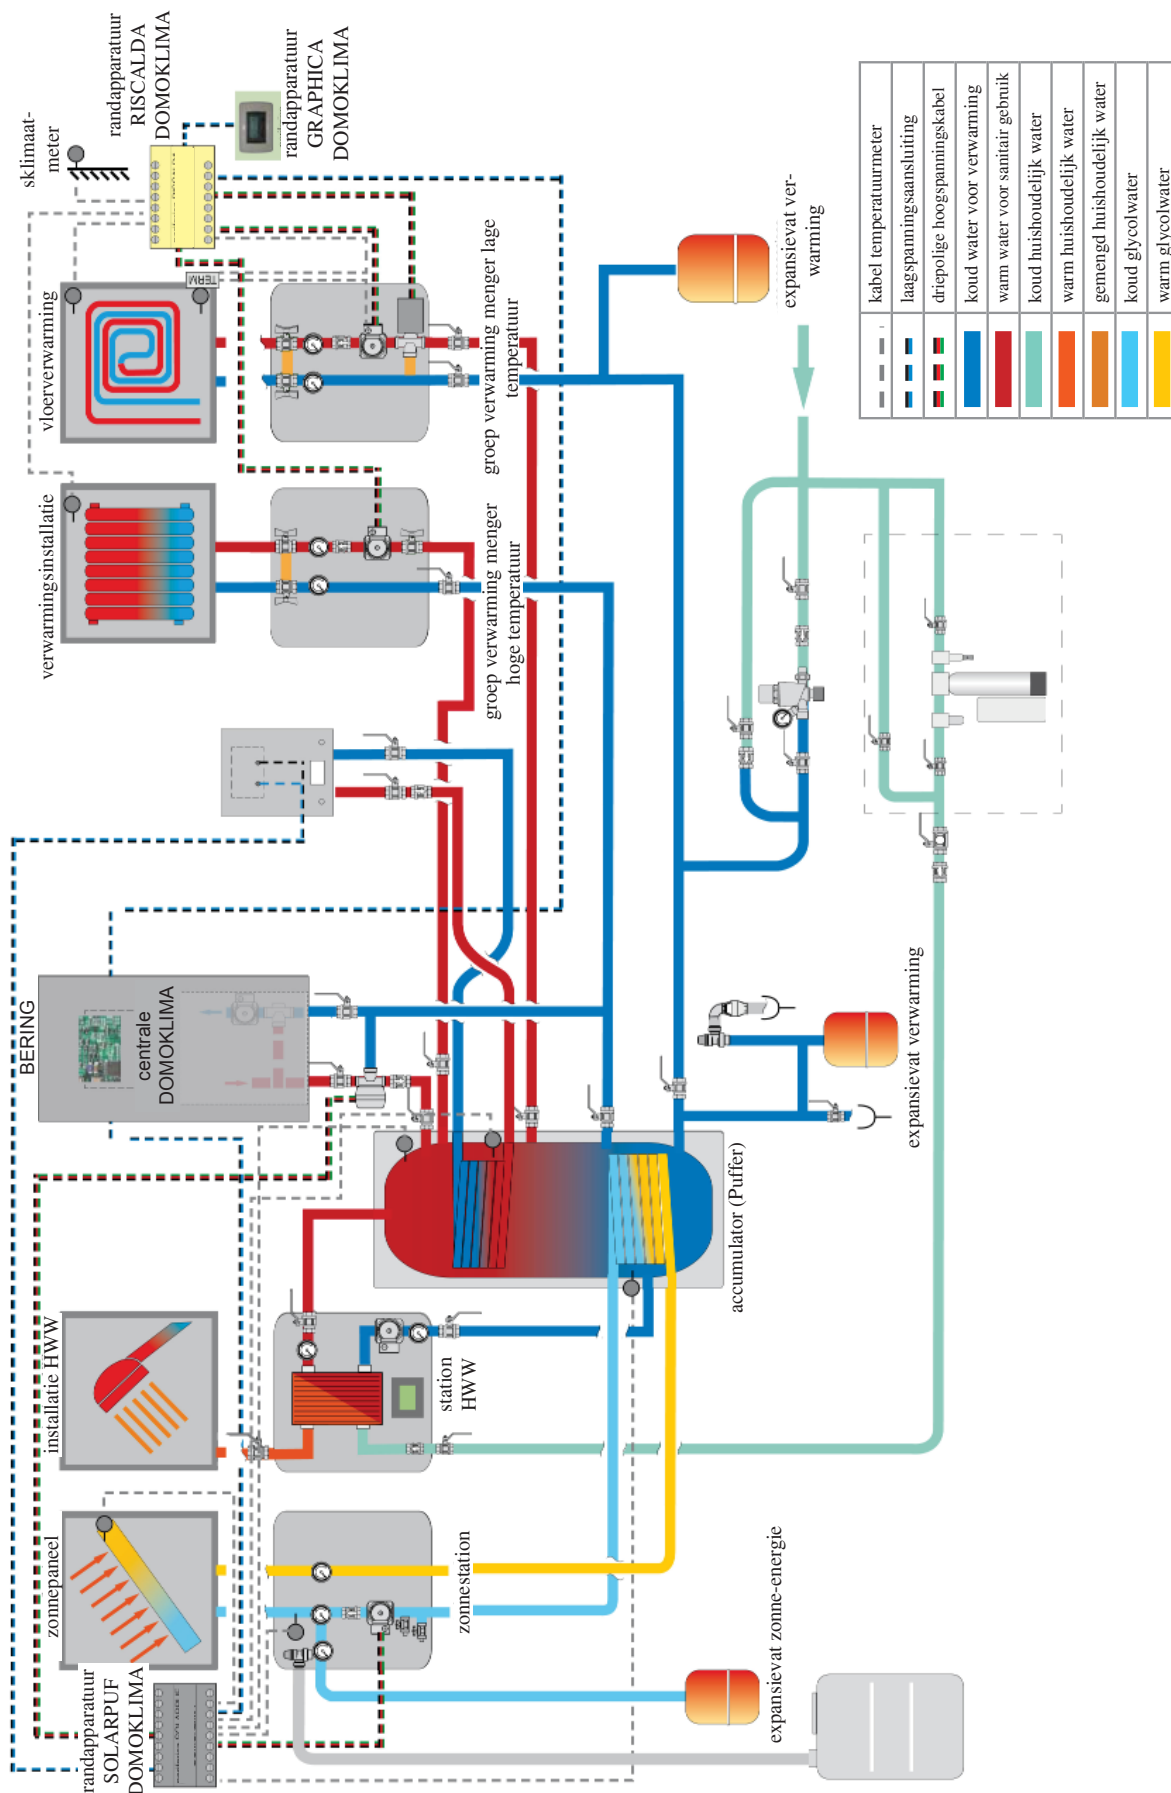 randapparatuur
SOLARPUF
DOMOKLIMA
zonnepaneel
installatie HWW
BERING
centrale
DOMOKLIMA
verwarmingsinstallatie
vloerverwarming
sklimaat-
meter
randapparatuur
RISCALDA
DOMOKLIMA
randapparatuur
GRAPHICA
DOMOKLIMA
TERM
zonnestation
station
HWW
groep verwarming menger
hoge temperatuur
groep verwarming menger lage
temperatuur
accumulator (Puffer)
expansievat zonne-energie
expansievat verwarming
expansievat ver-
warming
kabel temperatuurmeter
laagspanningsaansluiting
driepolige hoogspanningskabel
koud water voor verwarming
warm water voor sanitair gebruik
koud huishoudelijk water
warm huishoudelijk water
gemengd huishoudelijk water
koud glycolwater
warm glycolwater